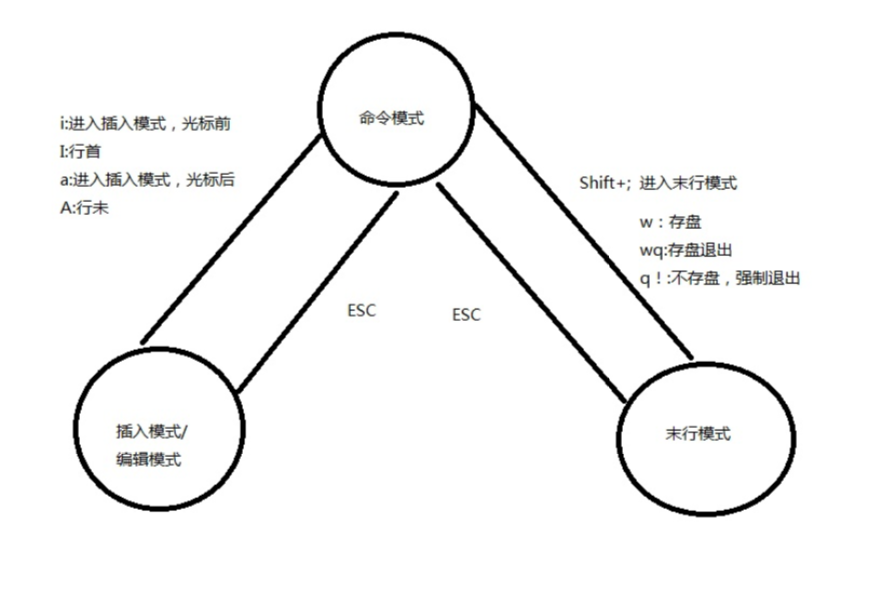 命令模式
i:进入插入模式，光标前
I:行首
a:进入插入模式，光标后
A:行未
Shift+; 进入末行模式
w：存盘
wq:存盘退出
q！:不存盘，强制退出
ESC
ESC
插入模式/
编辑模式
末行模式